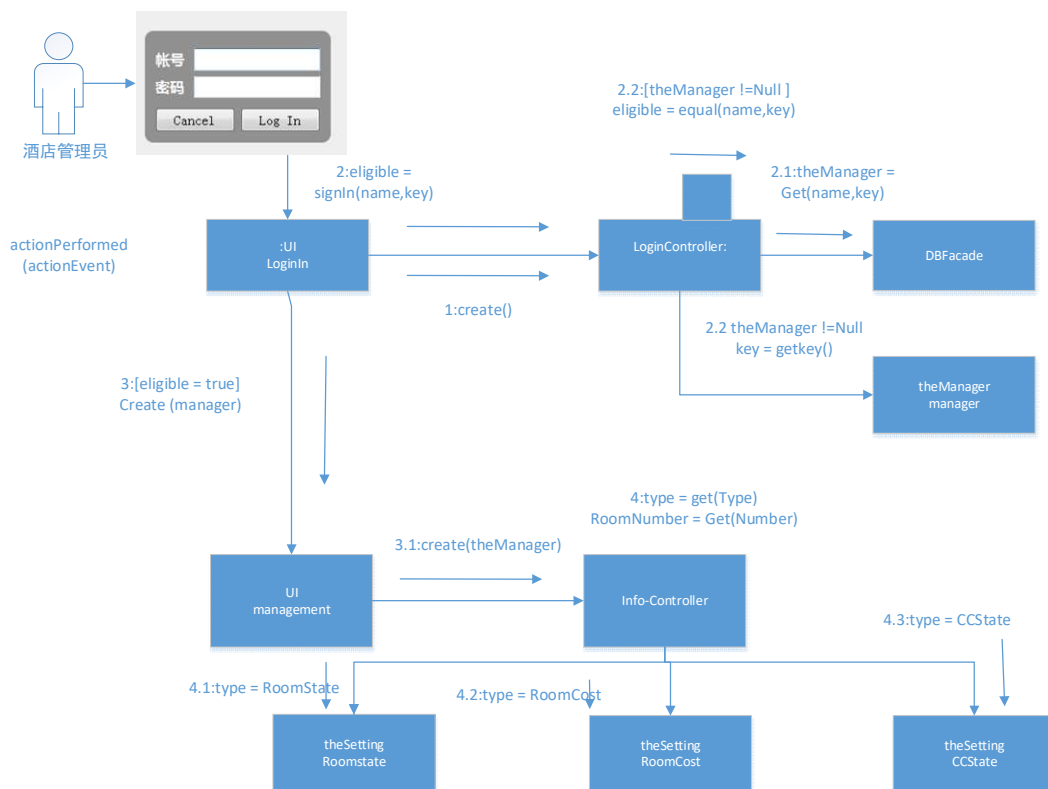 帐号
密码
Cancel
Log In
酒店管理员
2.2:[theManager !=Null ]
eligible = equal(name,key)
2:eligible =
signIn(name,key)
2.1:theManager =
Get(name,key)
actionPerformed
(actionEvent)
:UI
LoginIn
LoginController:
DBFacade
1:create()
2.2 theManager !=Null
key = getkey()
3:[eligible = true]
Create (manager)
theManager
manager
4:type = get(Type)
RoomNumber = Get(Number)
3.1:create(theManager)
UI
management
Info-Controller
4.3:type = CCState
4.1:type = RoomState
4.2:type = RoomCost
theSetting
Roomstate
theSetting
RoomCost
theSetting
CCState